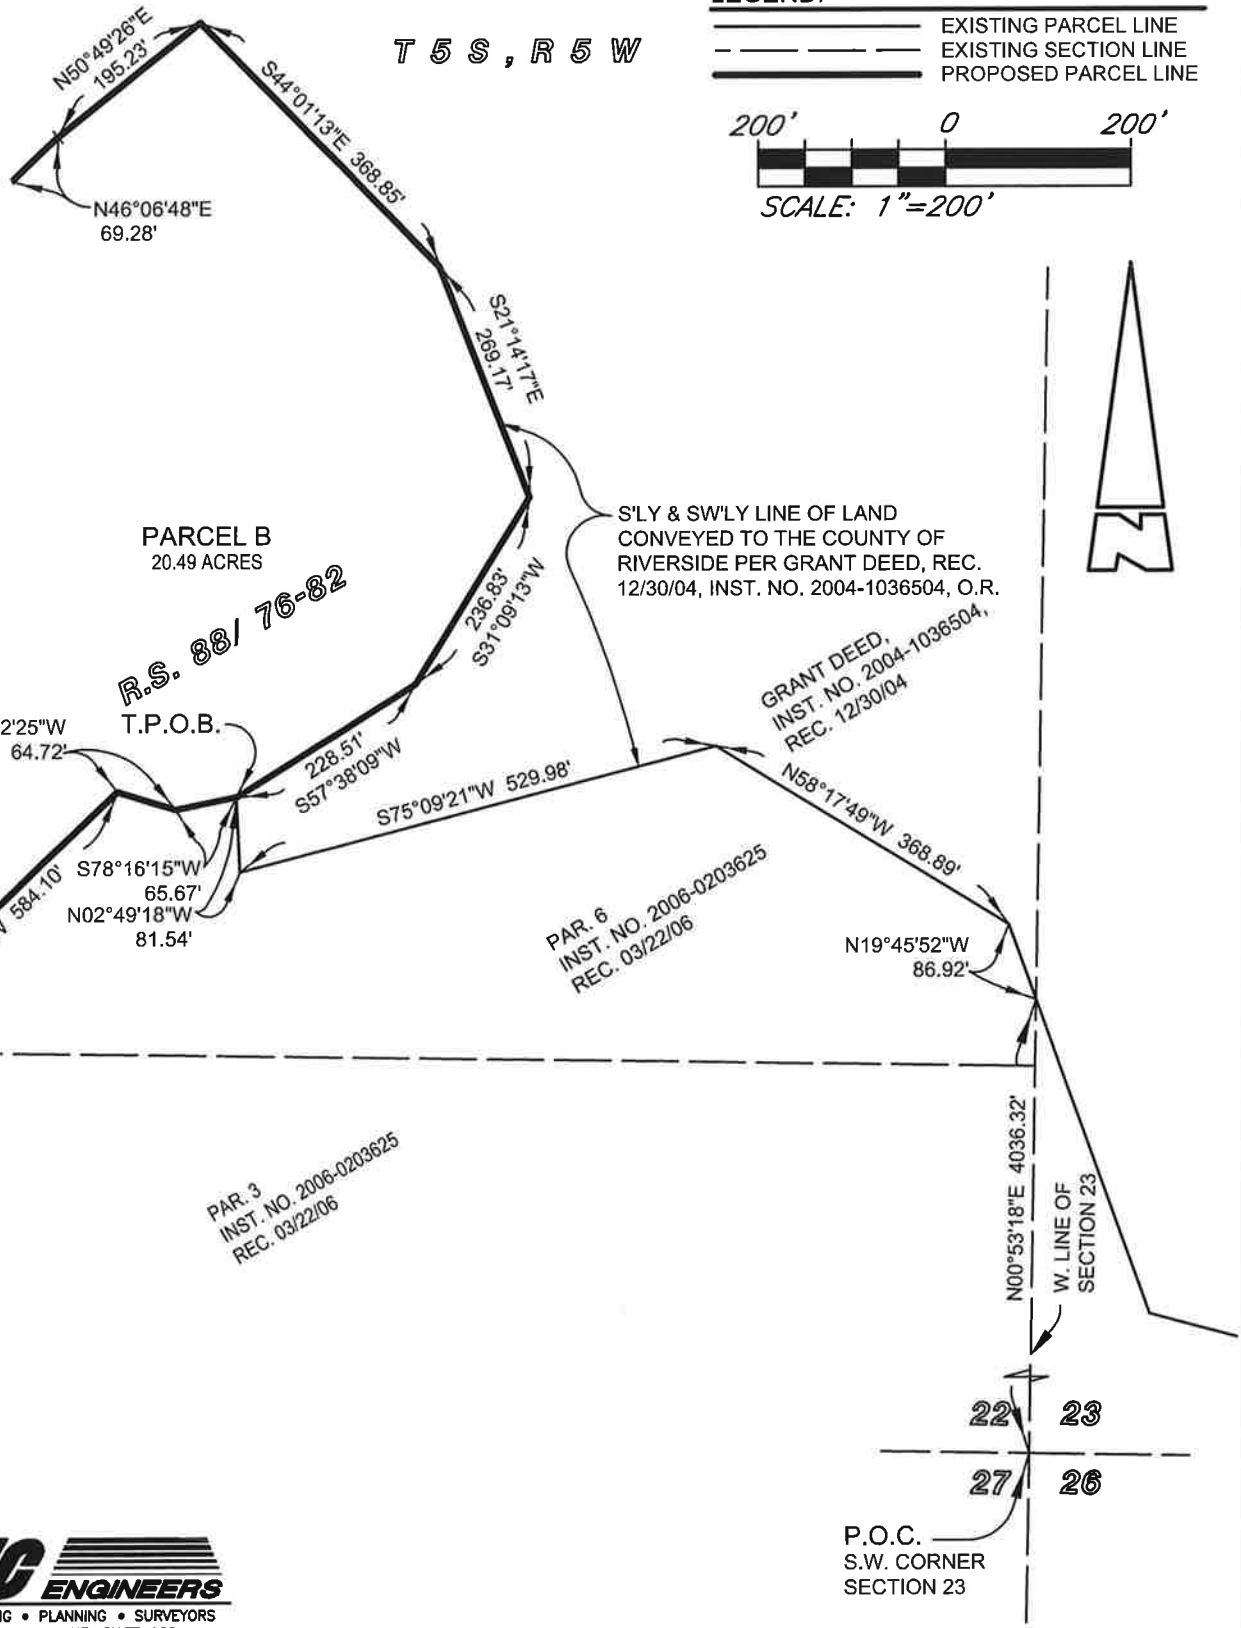 LEGEND:
EXISTING PARCEL LINE
EXISTING SECTION LINE
PROPOSED PARCEL LINE
T 5 S , R 5 W
200' 0 200'
SCALE: 1"=200'
N50°49'26"E
195.23'
S44°01'13"E 368.85'
N46°06'48"E
69.28'
S21°14'17"E
269.17'
S'LY & SW'LY LINE OF LAND
CONVEYED TO THE COUNTY OF
RIVERSIDE PER GRANT DEED, REC.
12/30/04, INST. NO. 2004-1036504, O.R.
PARCEL B
20.49 ACRES
R.S. 88/ 76-82
236.83'
S31°09'13"W
GRANT DEED,
INST. NO. 2004-1036504,
REC. 12/30/04
T.P.O.B.
2'25"W
64.72'
228.51'
S57°38'09"W
S75°09'21"W 529.98'
N58°17'49"W 368.89'
S78°16'15"W
65.67'
N02°49'18"W
81.54'
584.10'
PAR. 6
INST. NO. 2006-0203625
REC. 03/22/06
N19°45'52"W
86.92'
N00°53'18"E 4036.32'
W. LINE OF
SECTION 23
PAR. 3
INST. NO. 2006-0203625
REC. 03/22/06
22 23
27 26
P.O.C.
S.W. CORNER
SECTION 23
N
ENGINEERS
• PLANNING • SURVEYORS